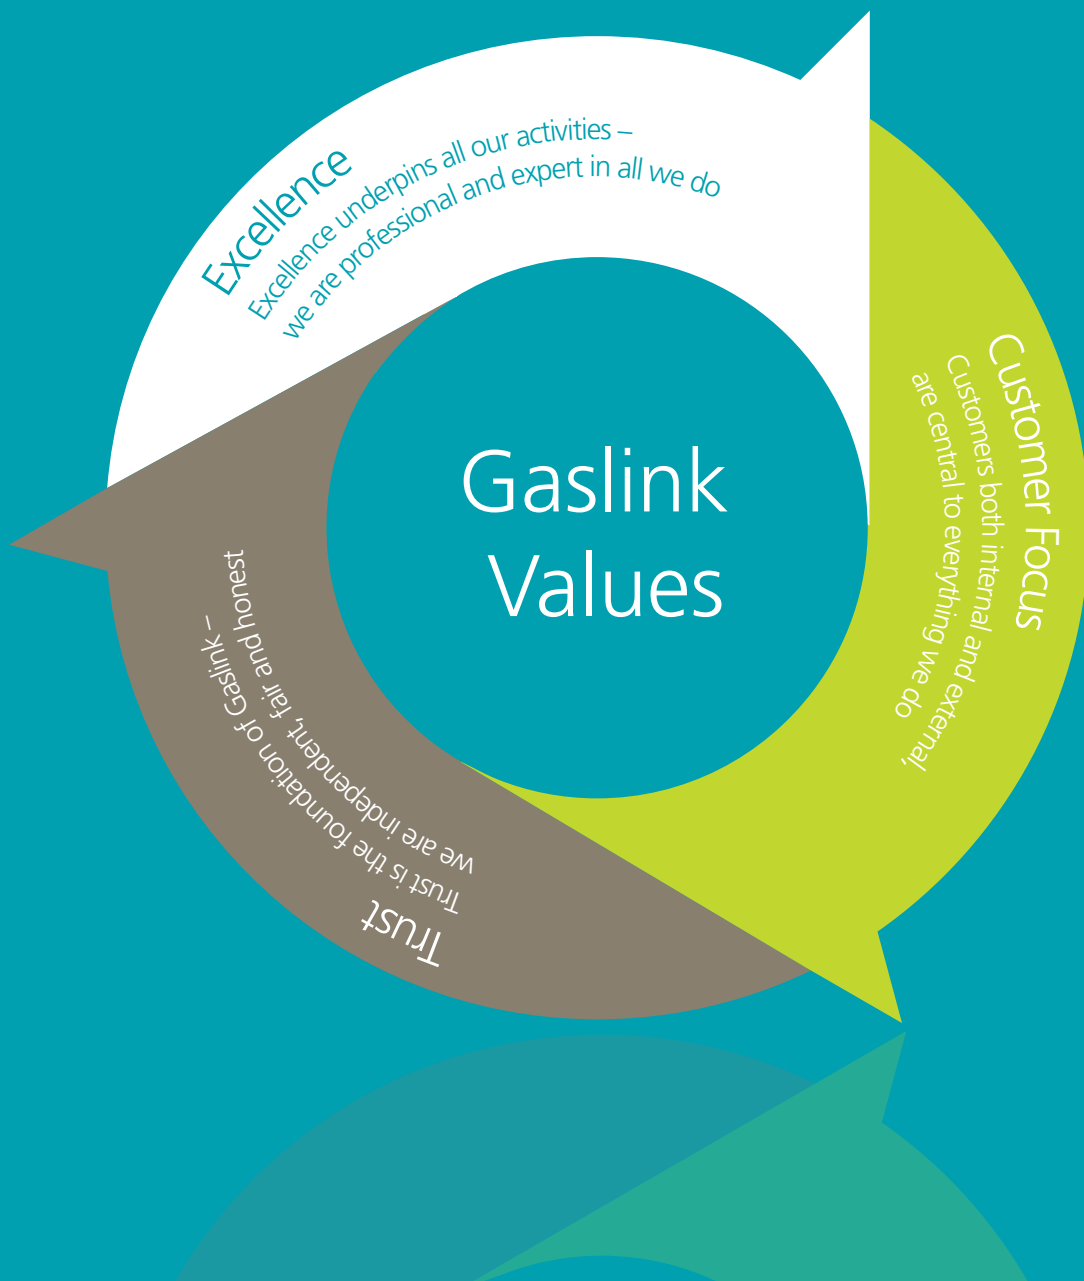 Excellence
Excellence underpins all our activities –
we are professional and expert in all we do
Customer Focus
Customers both internal and external,
are central to everything we do
Gaslink
Values
Trust
Trust is the foundation of Gaslink –
we are independent, fair and honest